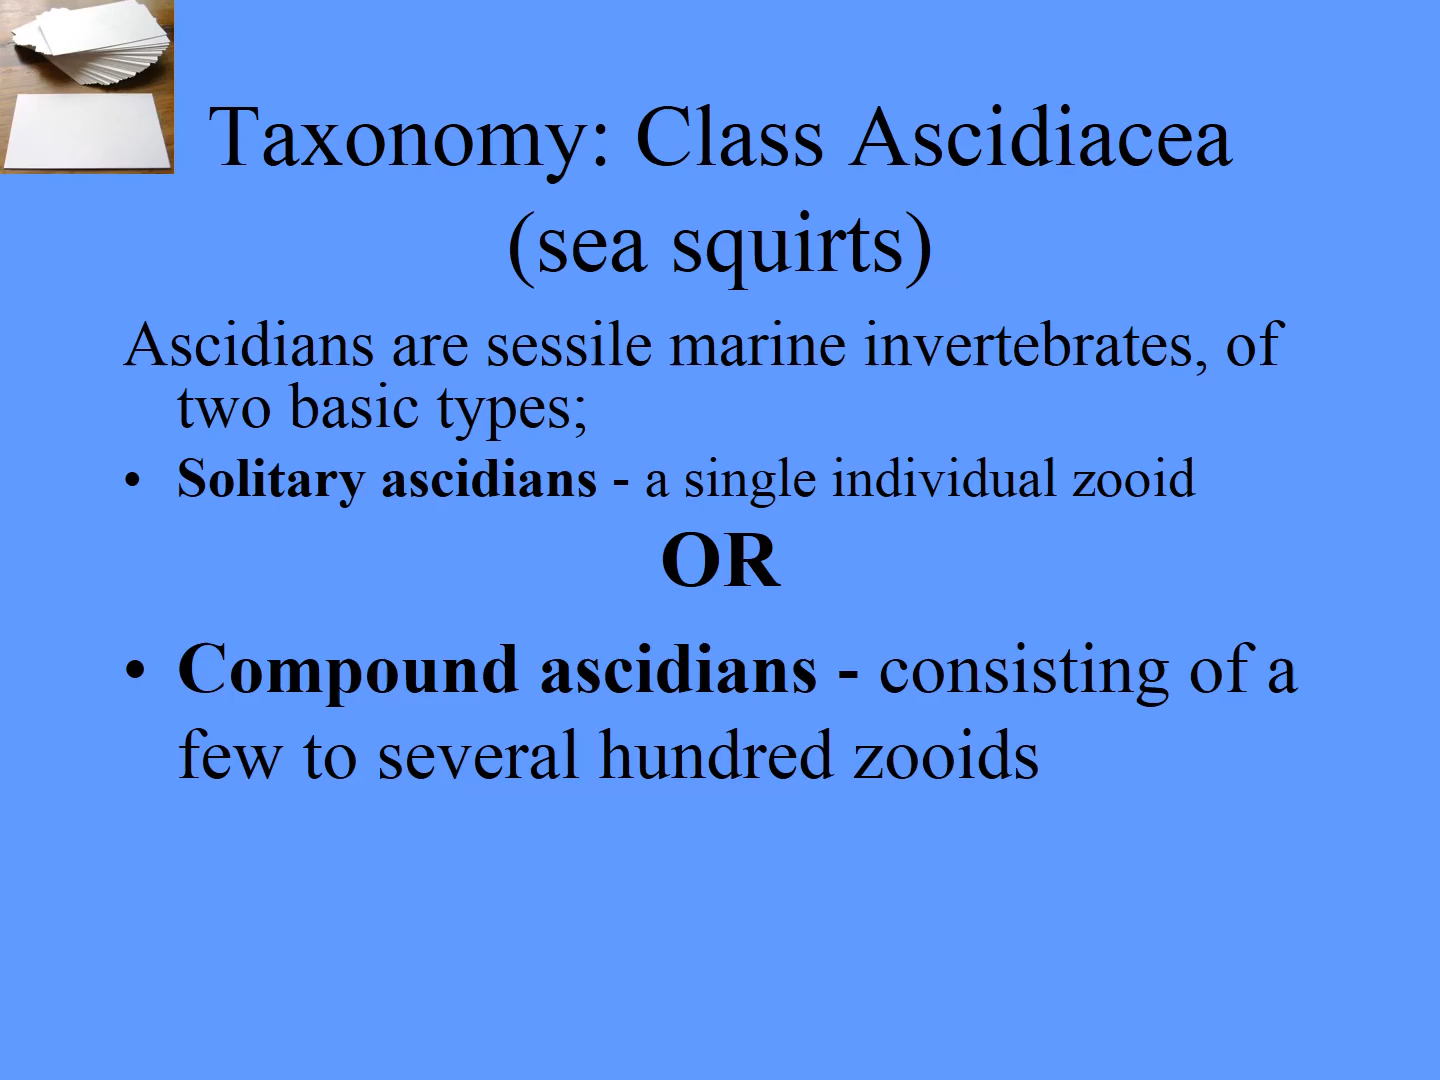 Taxonomy: Class Ascidiacea
(sea squirts)
Ascidians are sessile marine invertebrates, of
two basic types;
• Solitary ascidians - a single individual zooid
OR
• Compound ascidians - consisting of a
few to several hundred zooids